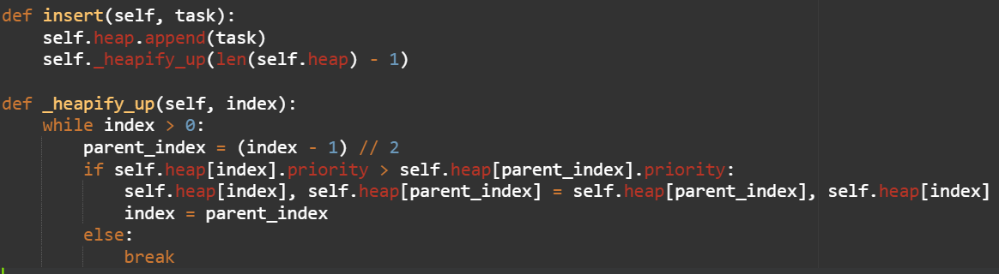 def insert(self, task):
    self.heap.append(task)
    self._heapify_up(len(self.heap) - 1)

def _heapify_up(self, index):
    while index > 0:
        parent_index = (index - 1) // 2
        if self.heap[index].priority > self.heap[parent_index].priority:
            self.heap[index], self.heap[parent_index] = self.heap[parent_index], self.heap[index]
            index = parent_index
        else:
            break